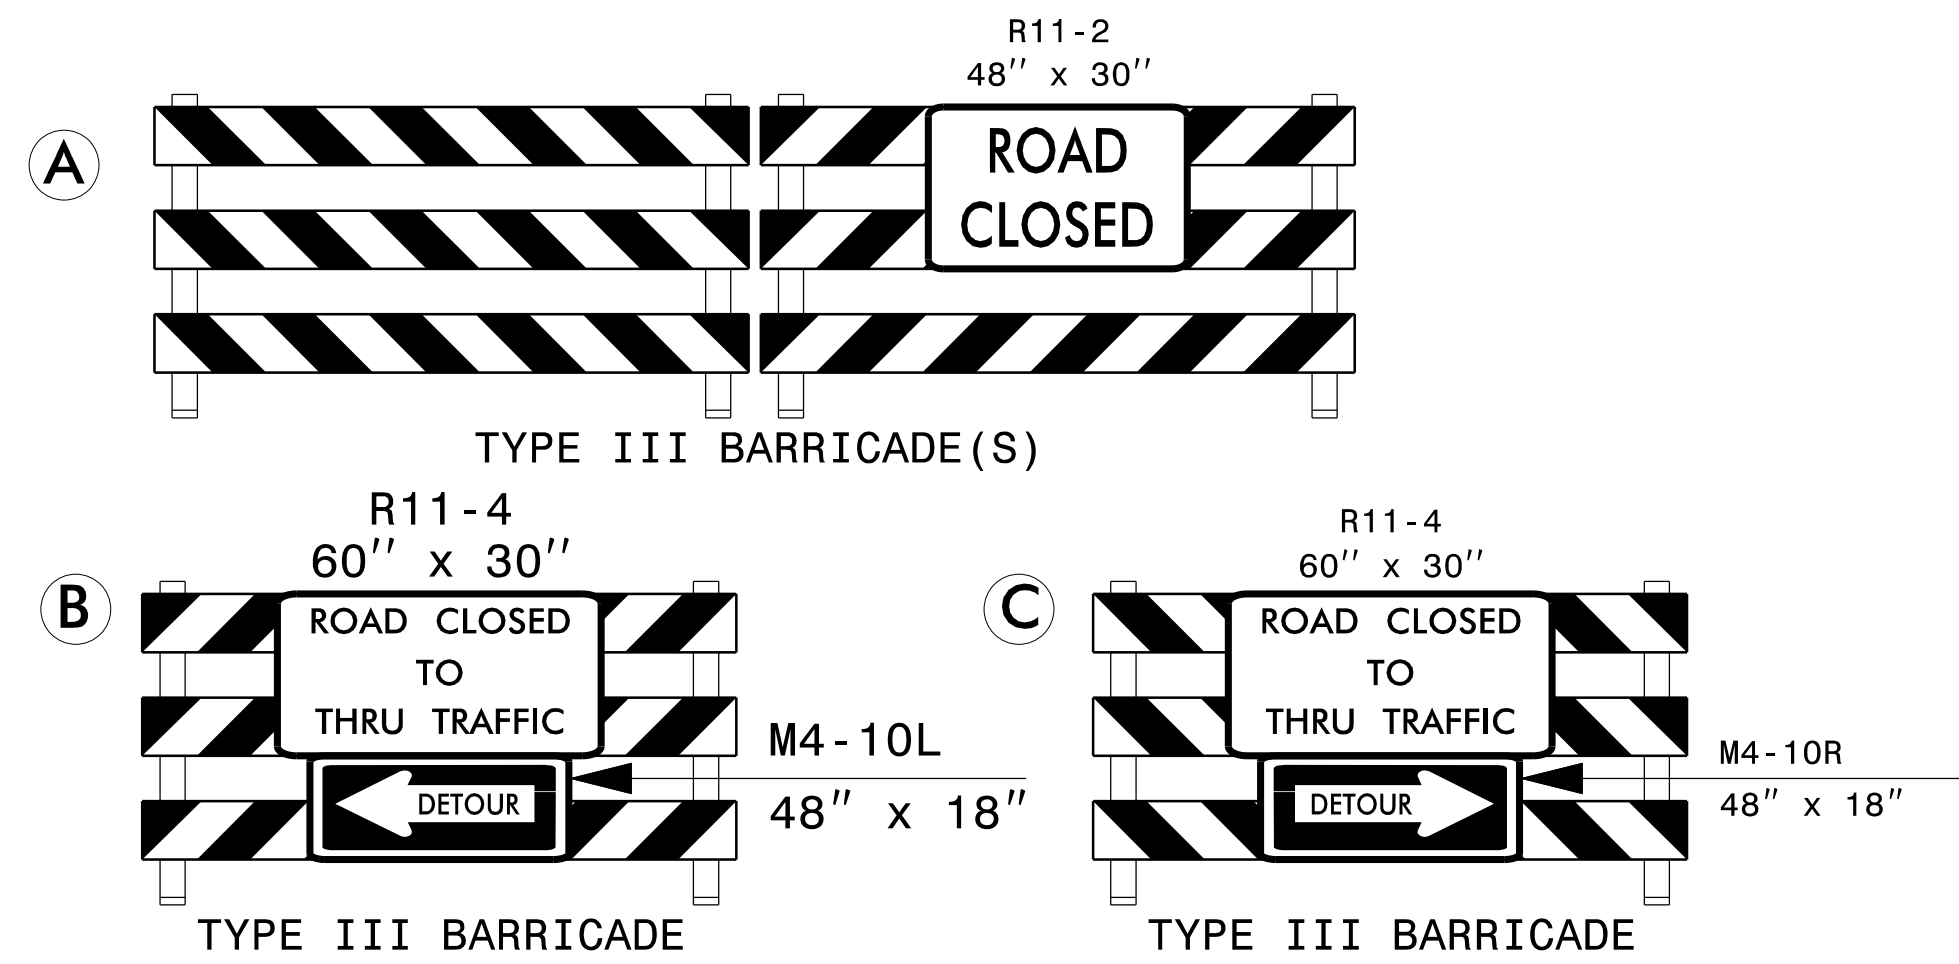 R11-2
48" x 30"
A
ROAD
CLOSED
TYPE III BARRICADE(S)
R11-4
60" x 30"
B
ROAD CLOSED
TO
THRU TRAFFIC
DETOUR
M4-10L
48" x 18"
TYPE III BARRICADE
R11-4
60" x 30"
C
ROAD CLOSED
TO
THRU TRAFFIC
DETOUR
M4-10R
48" x 18"
TYPE III BARRICADE